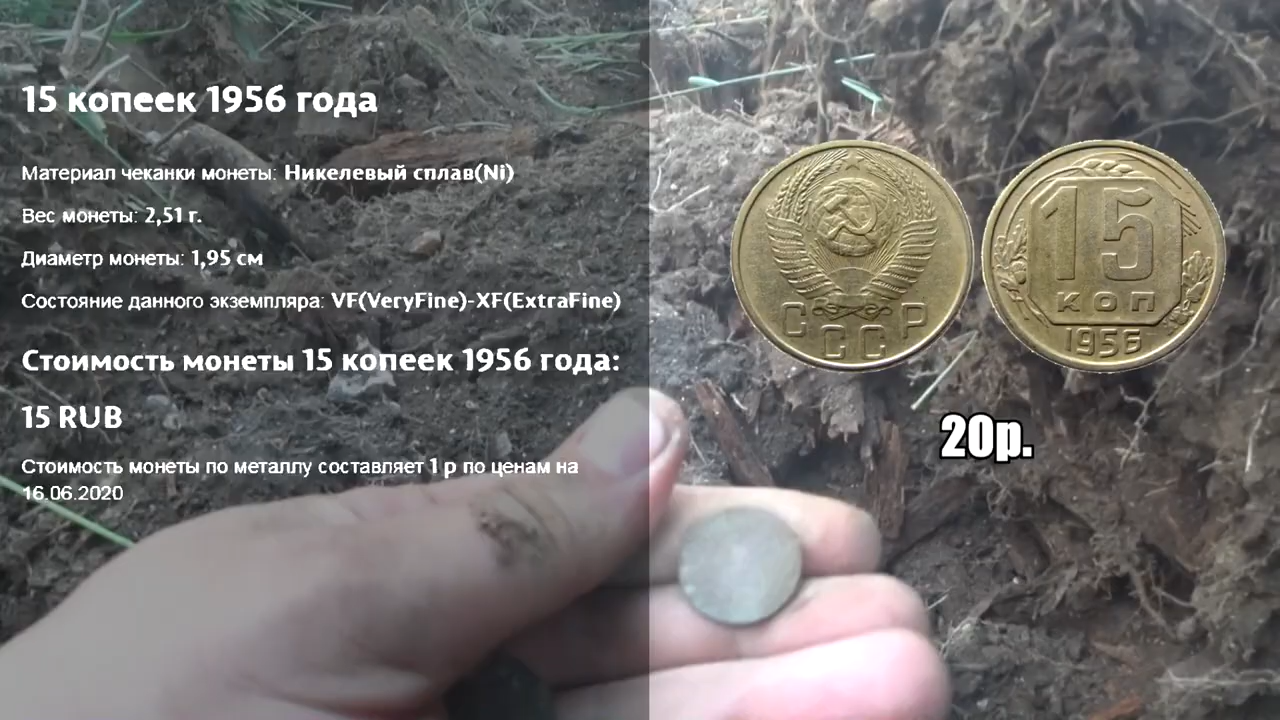 15 копеек 1956 года
Материал чеканки монеты: Никелевый сплав(Ni)
Вес монеты: 2,51 г.
Диаметр монеты: 1,95 см
Состояние данного экземпляра: VF(VeryFine)-XF(ExtraFine)
Стоимость монеты 15 копеек 1956 года:
15 RUB
Стоимость монеты по металлу составляет 1 р по ценам на
16.06.2020
СССР
15
КОП
1956
20р.